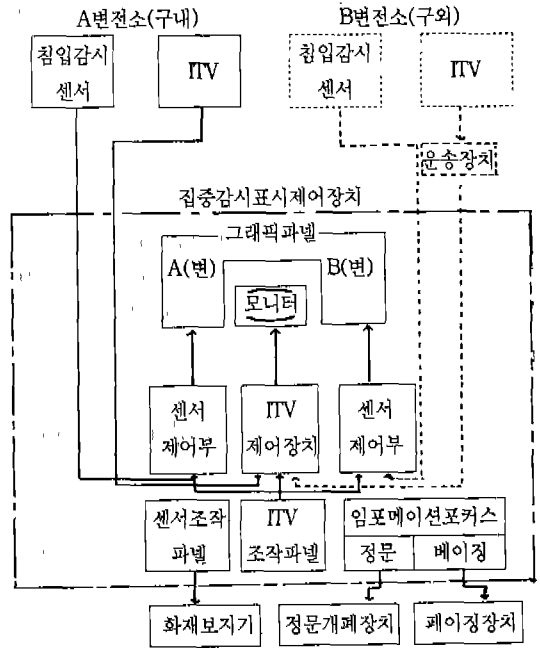 A변전소(구내)
B변전소(구외)
침입감시
센서
ITV
침입감시
센서
ITV
운송장치
집중감시표시제어장치
그래픽파넬
A(변)
B(변)
모니터
센서
제어부
ITV
제어장치
센서
제어부
센서조작
파넬
ITV
조작파넬
임포메이션포커스
정문
베이징
화재보지기
정문개폐장치
페이징장치